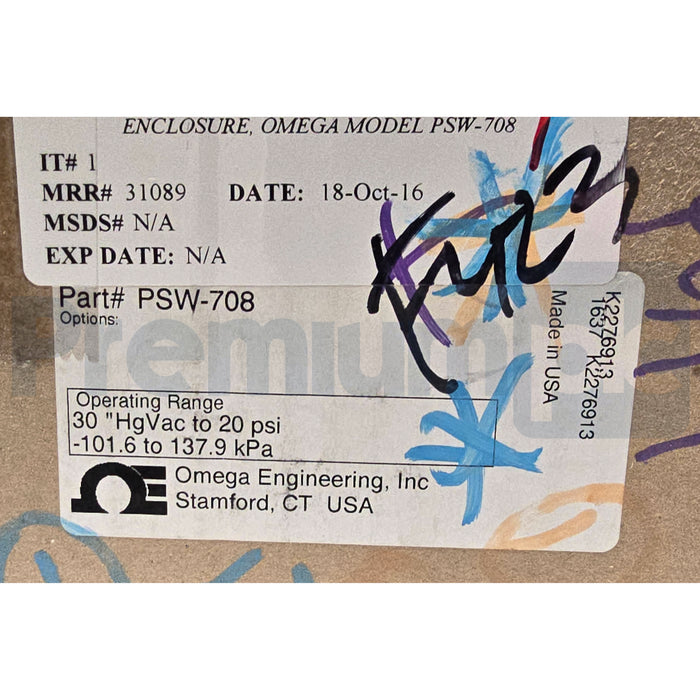 ENCLOSURE, OMEGA MODEL PSW-708
IT# 1
MRR# 31089 DATE: 18-Oct-16
MSDS# N/A
EXP DATE: N/A
Part# PSW-708
Options:
Premium
Operating Range
30 "HgVac to 20 psi
-101.6 to 137.9 kPa
Omega Engineering, Inc
Stamford, CT USA
Made in USA
K2276913
1637 K2276913